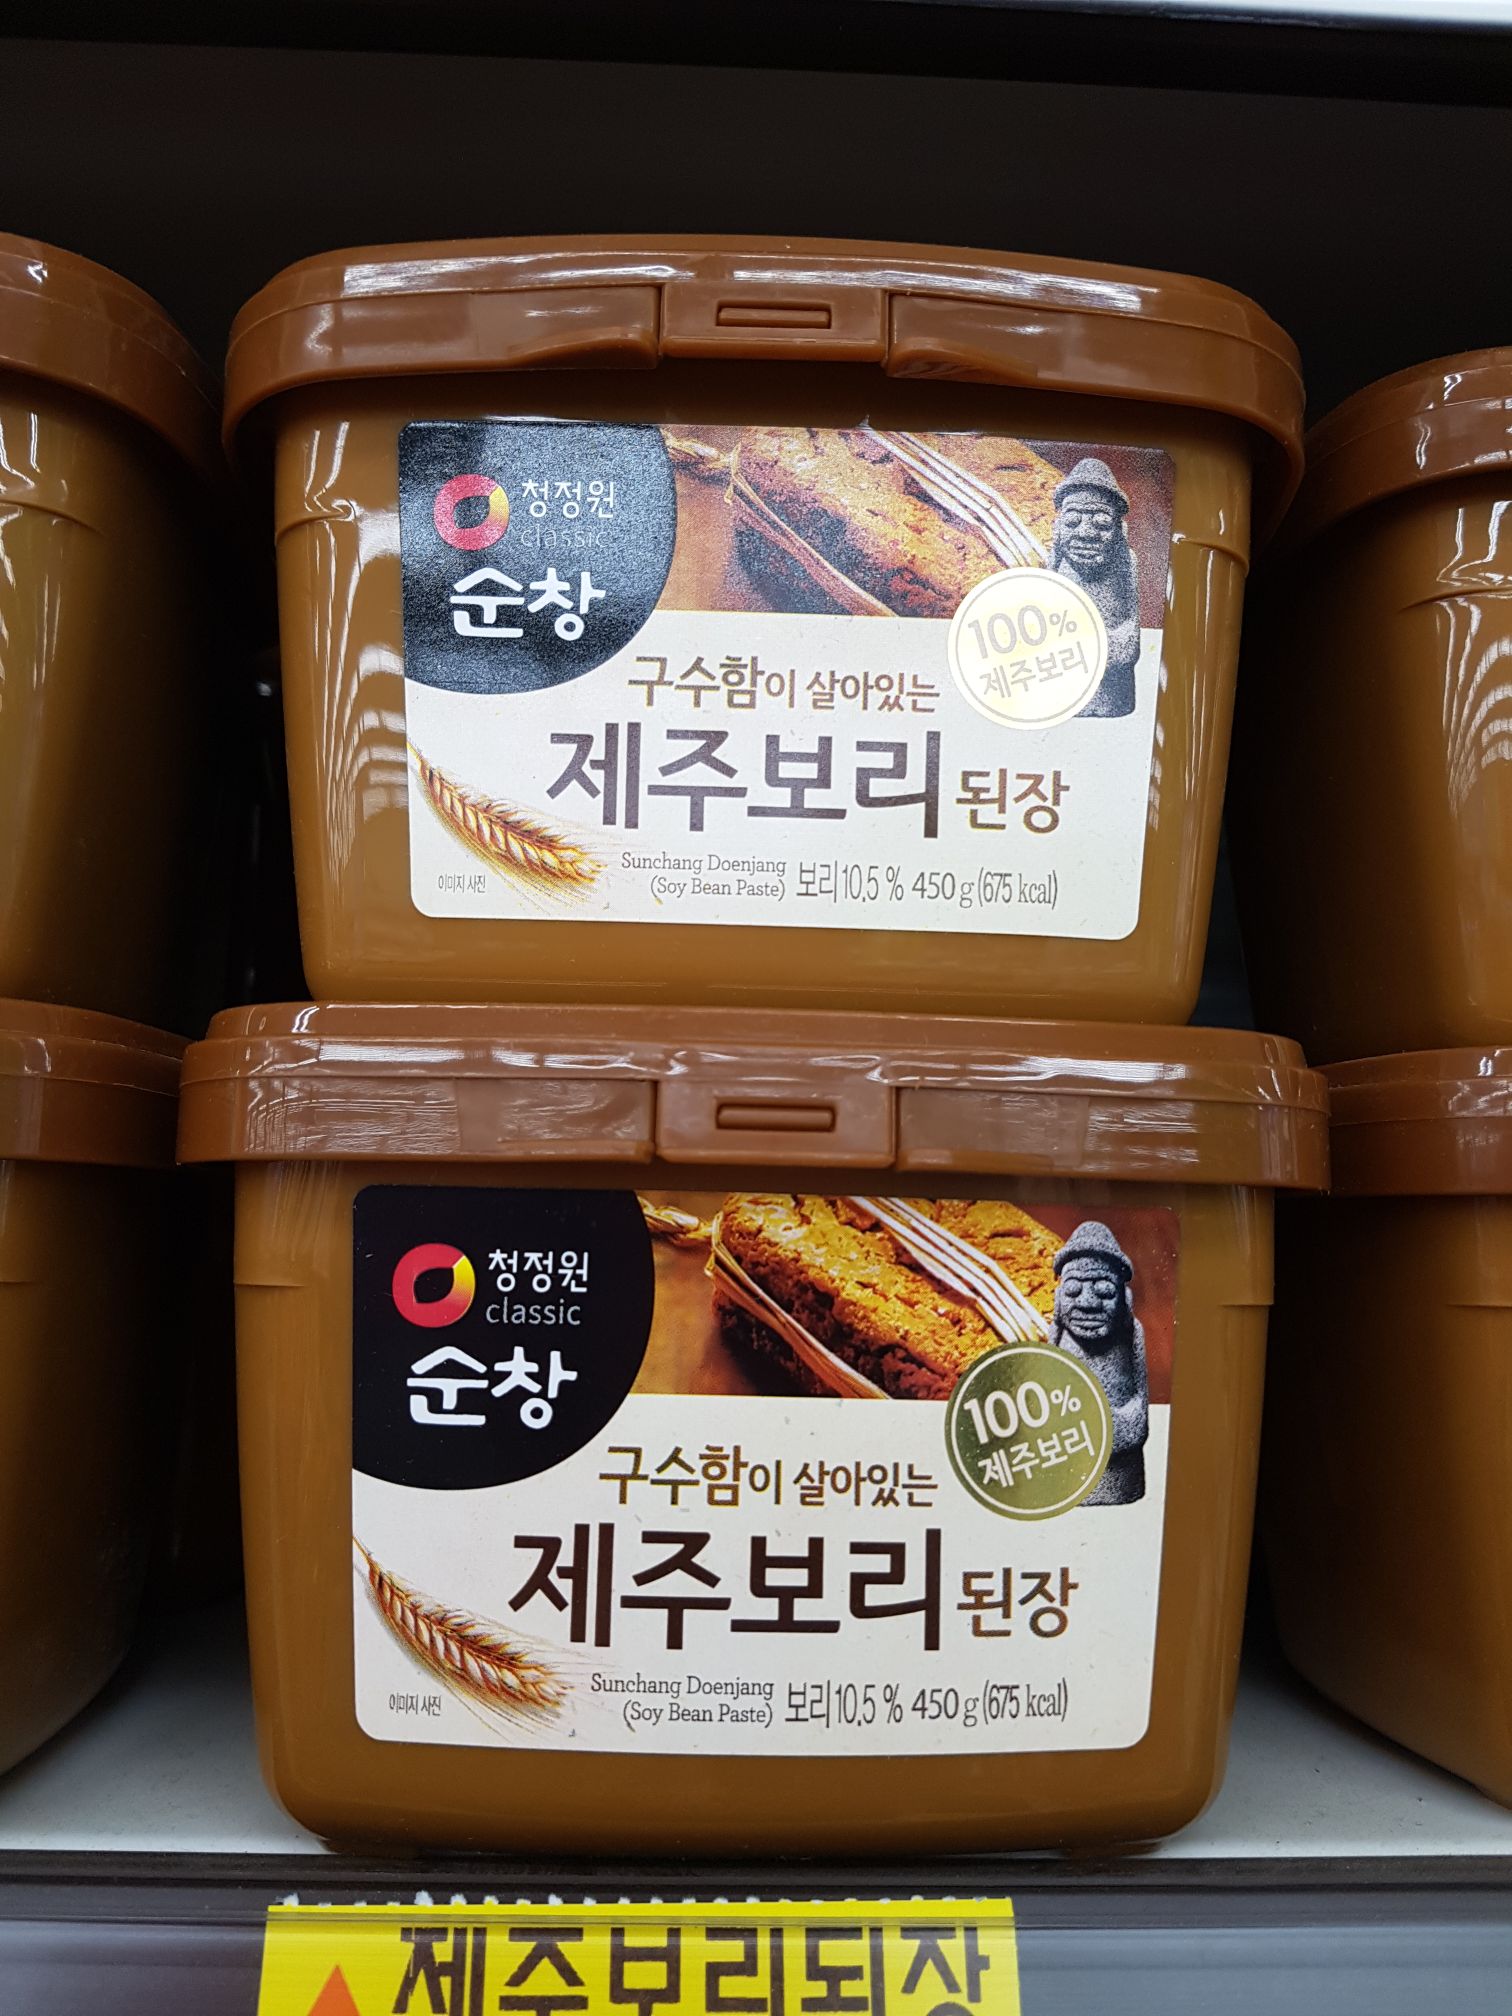 청정원
classic
순창
100%
제주보리
구수함이 살아있는
제주보리 된장
Sunchang Doenjang
(Soy Bean Paste) 보리 10.5 % 450 g (675 kcal)
이미지 사진
청정원
classic
순창
100%
제주보리
구수함이 살아있는
제주보리 된장
Sunchang Doenjang
(Soy Bean Paste) 보리 10.5 % 450 g (675 kcal)
이미지 사진
제주보리된장